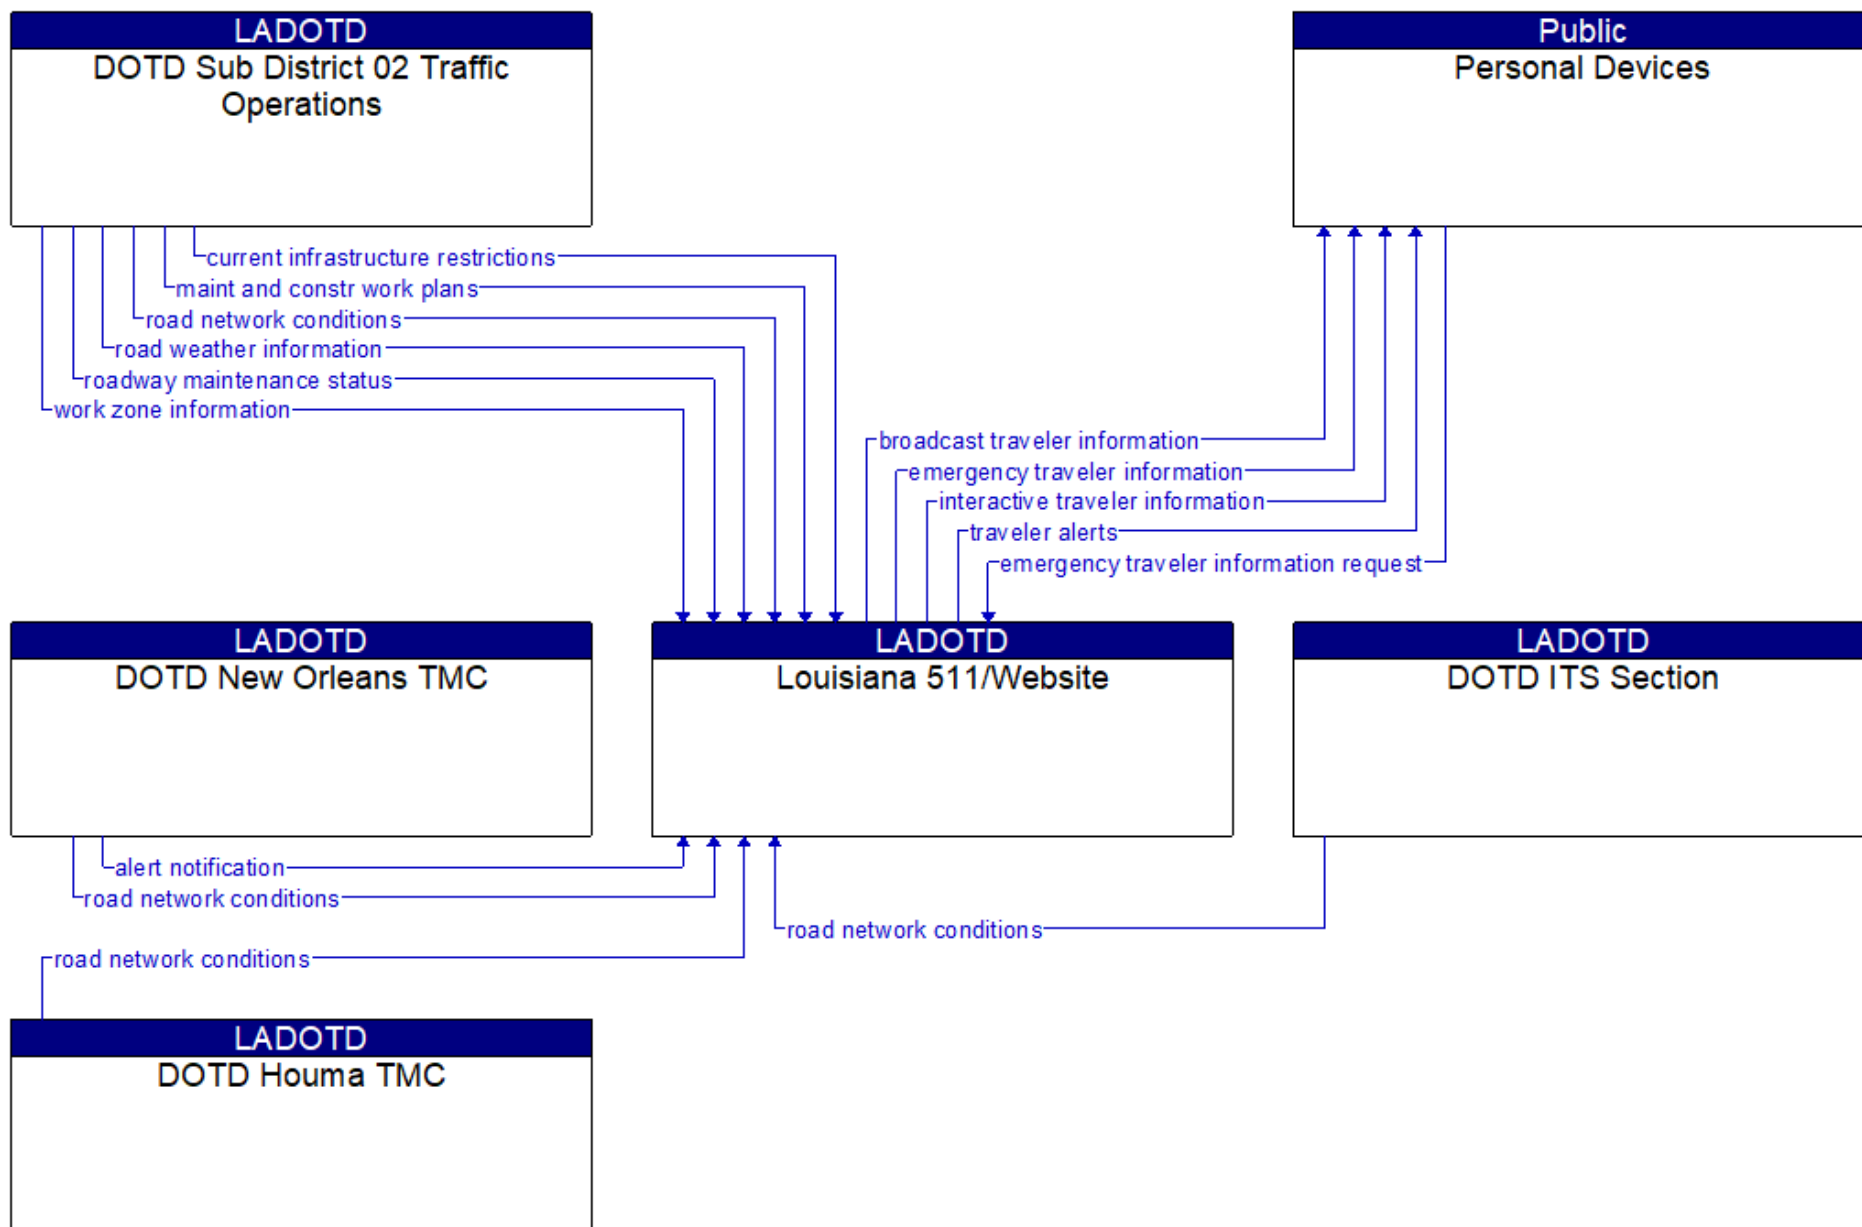 LADOTD
DOTD Sub District 02 Traffic
Operations
Public
Personal Devices
current infrastructure restrictions
maint and constr work plans
road network conditions
road weather information
roadway maintenance status
work zone information
broadcast traveler information
emergency traveler information
interactive traveler information
traveler alerts
emergency traveler information request
LADOTD
DOTD New Orleans TMC
LADOTD
Louisiana 511/Website
LADOTD
DOTD ITS Section
alert notification
road network conditions
road network conditions
road network conditions
LADOTD
DOTD Houma TMC